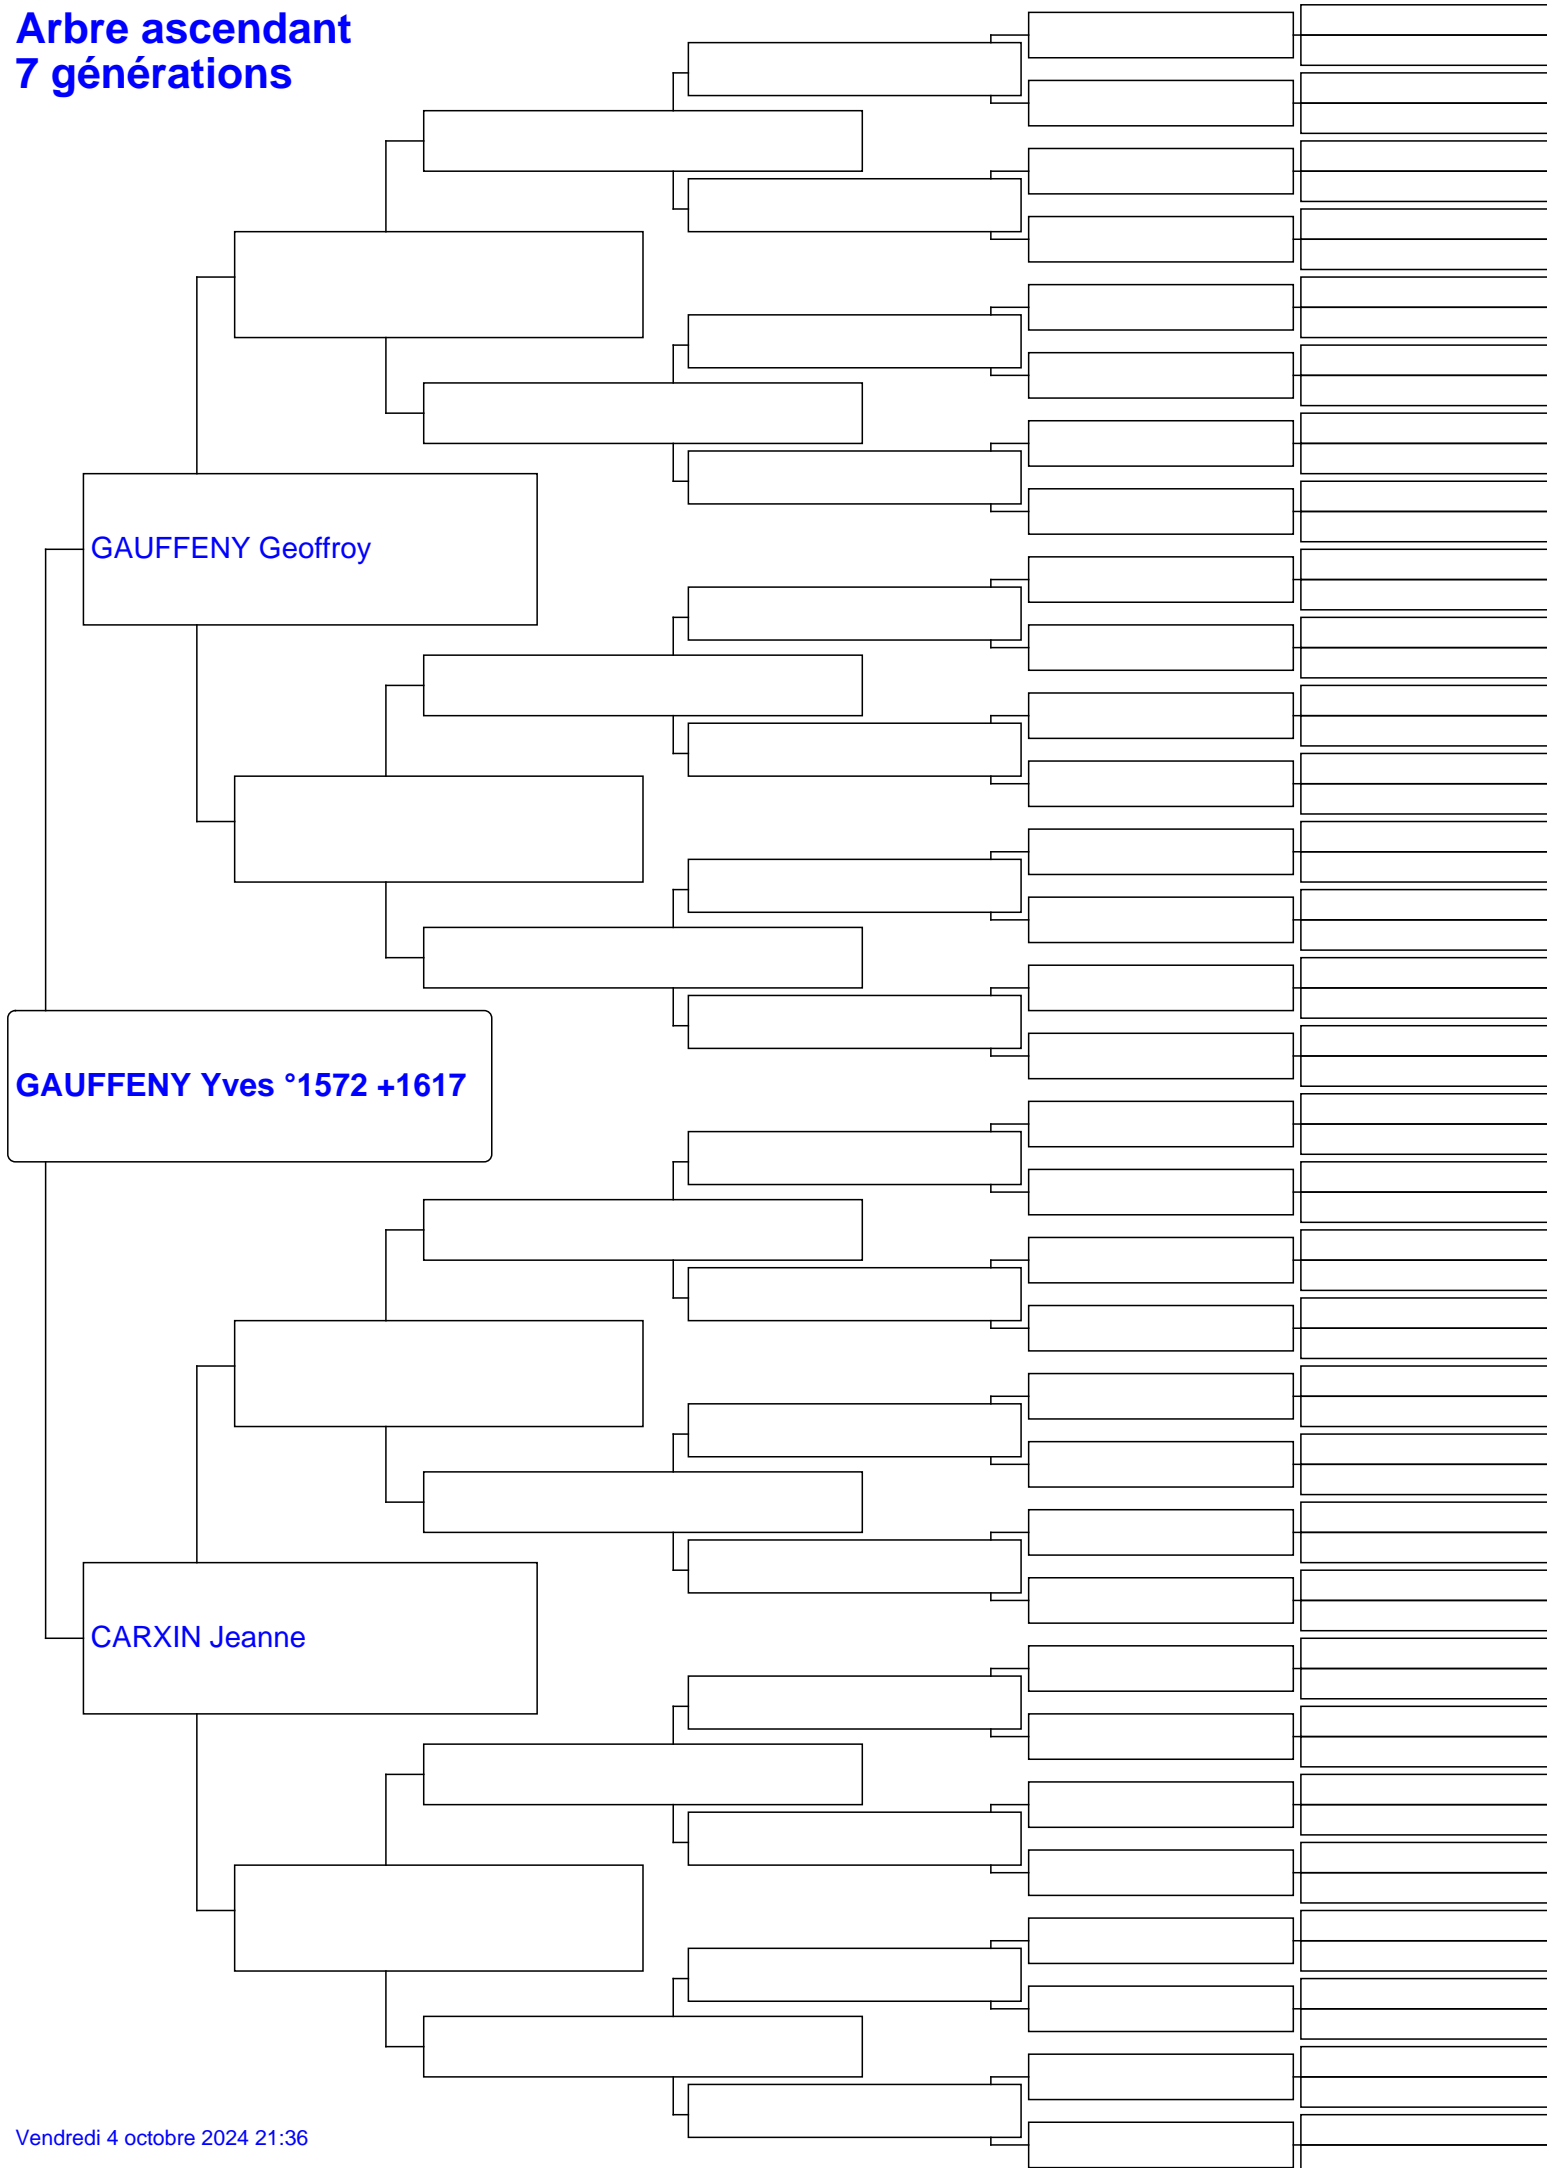 Arbre ascendant
7 générations
GAUFFENY Geoffroy
GAUFFENY Yves °1572 +1617
CARXIN Jeanne
Vendredi 4 octobre 2024 21:36